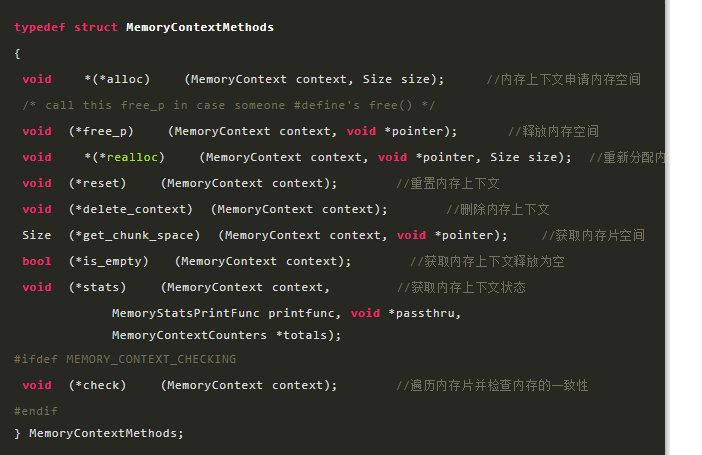 typedef struct MemoryContextMethods
{
void *(*alloc) (MemoryContext context, Size size); //内存上下文申请内存空间
/* call this free_p in case someone #define's free() */
void (*free_p) (MemoryContext context, void *pointer); //释放内存空间
void *(*realloc) (MemoryContext context, void *pointer, Size size); //重新分配内
void (*reset) (MemoryContext context); //重置内存上下文
void (*delete_context) (MemoryContext context); //删除内存上下文
Size (*get_chunk_space) (MemoryContext context, void *pointer); //获取内存片空间
bool (*is_empty) (MemoryContext context); //获取内存上下文释放为空
void (*stats) (MemoryContext context, //获取内存上下文状态
MemoryStatsPrintFunc printfunc, void *passthru,
MemoryContextCounters *totals);
#ifdef MEMORY_CONTEXT_CHECKING
void (*check) (MemoryContext context); //遍历内存片并检查内存的一致性
#endif
} MemoryContextMethods;